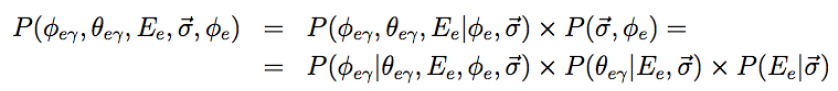 P(ϕ_{eγ}, θ_{eγ}, E_e, σ⃗, ϕ_e) = P(ϕ_{eγ}, θ_{eγ}, E_e|ϕ_e, σ⃗) × P(σ⃗, ϕ_e) =
= P(ϕ_{eγ}|θ_{eγ}, E_e, ϕ_e, σ⃗) × P(θ_{eγ}|E_e, σ⃗) × P(E_e|σ⃗)